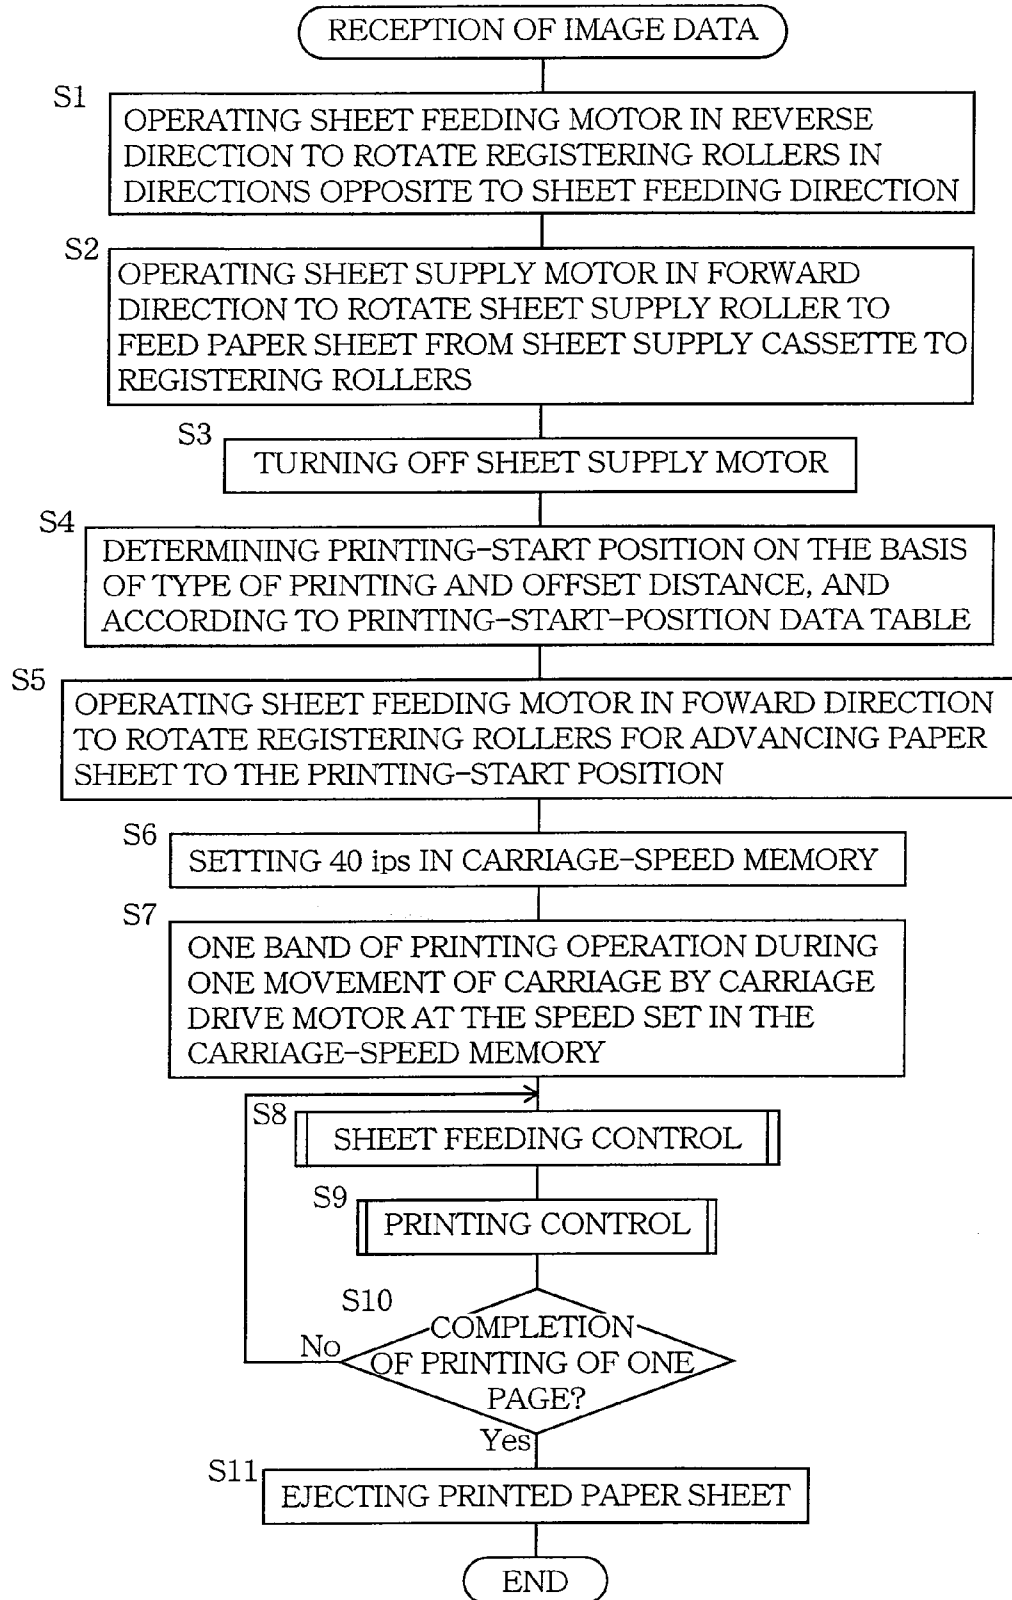 RECEPTION OF IMAGE DATA
S1
OPERATING SHEET FEEDING MOTOR IN REVERSE
DIRECTION TO ROTATE REGISTERING ROLLERS IN
DIRECTIONS OPPOSITE TO SHEET FEEDING DIRECTION
S2
OPERATING SHEET SUPPLY MOTOR IN FORWARD
DIRECTION TO ROTATE SHEET SUPPLY ROLLER TO
FEED PAPER SHEET FROM SHEET SUPPLY CASSETTE TO
REGISTERING ROLLERS
S3
TURNING OFF SHEET SUPPLY MOTOR
S4
DETERMINING PRINTING-START POSITION ON THE BASIS
OF TYPE OF PRINTING AND OFFSET DISTANCE, AND
ACCORDING TO PRINTING-START-POSITION DATA TABLE
S5
OPERATING SHEET FEEDING MOTOR IN FOWARD DIRECTION
TO ROTATE REGISTERING ROLLERS FOR ADVANCING PAPER
SHEET TO THE PRINTING-START POSITION
S6
SETTING 40 ips IN CARRIAGE-SPEED MEMORY
S7
ONE BAND OF PRINTING OPERATION DURING
ONE MOVEMENT OF CARRIAGE BY CARRIAGE
DRIVE MOTOR AT THE SPEED SET IN THE
CARRIAGE-SPEED MEMORY
S8
SHEET FEEDING CONTROL
S9
PRINTING CONTROL
S10
COMPLETION
OF PRINTING OF ONE
PAGE?
No
Yes
S11
EJECTING PRINTED PAPER SHEET
END